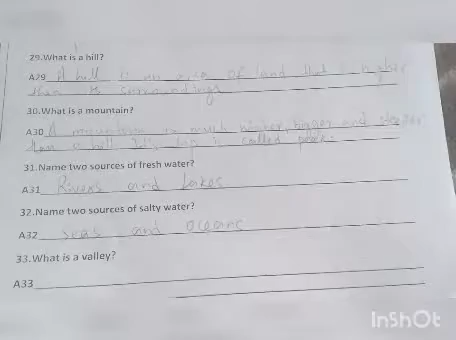 29.What is a hill?
A29 A hill is an area of land that is higher
than its surroundings
30.What is a mountain?
A30 A mountain is much higher, bigger and steeper
than a hill. Its top is called peak.
31.Name two sources of fresh water?
A31 Rivers and Lakes
32.Name two sources of salty water?
A32 seas and oceans
33.What is a valley?
A33
InShOt